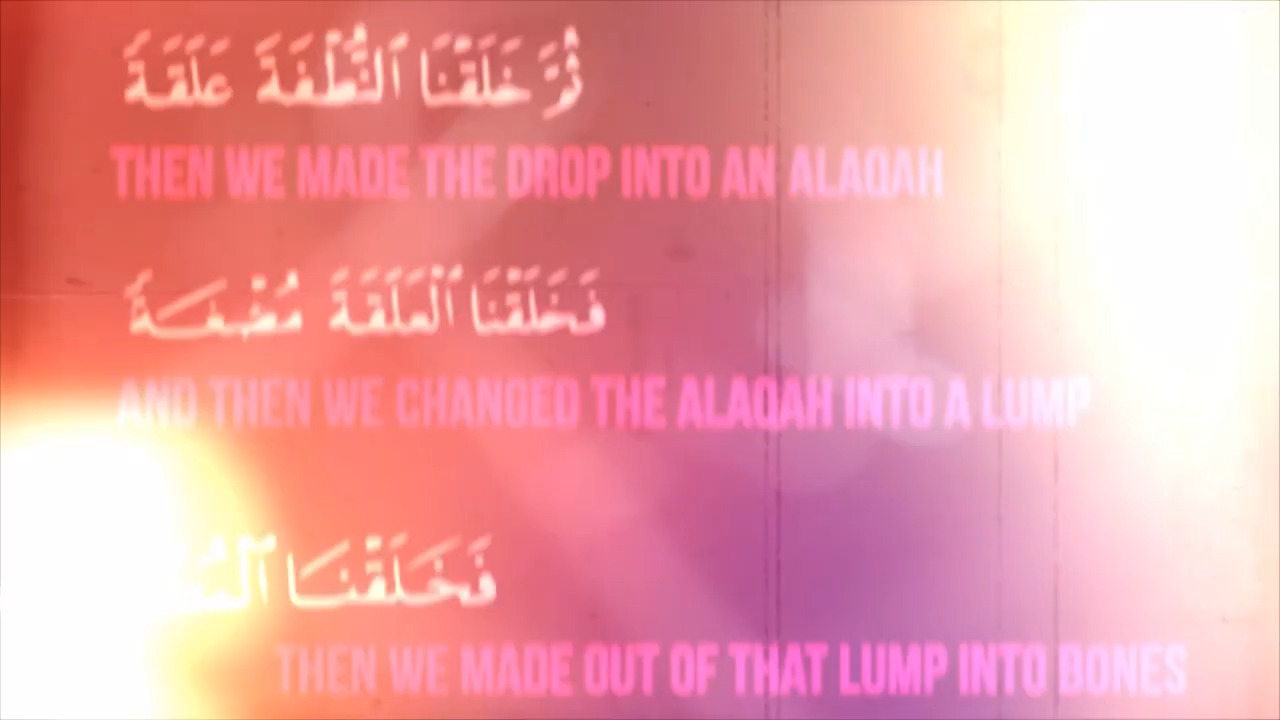 ثُمَّ خَلَقْنَا ٱلنُّطْفَةَ عَلَقَةً
THEN WE MADE THE DROP INTO AN ALAQAH
فَخَلَقْنَا ٱلْعَلَقَةَ مُضْغَةً
AND THEN WE CHANGED THE ALAQAH INTO A LUMP
فَخَلَقْنَا
THEN WE MADE OUT OF THAT LUMP INTO BONES